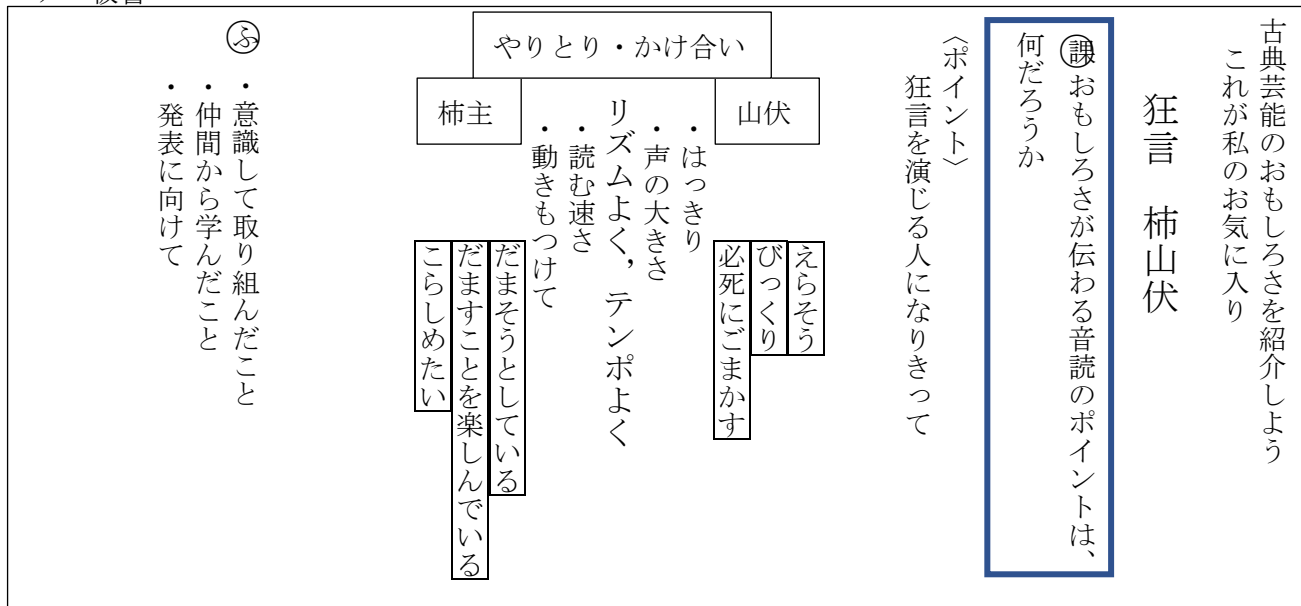 古典芸能のおもしろさを紹介しよう
これが私のお気に入り
狂言 柿山伏
課 おもしろさが伝わる音読のポイントは、
何だろうか
〈ポイント〉
狂言を演じる人になりきって
やりとり・かけ合い
山伏
えらそう
びっくり
必死にごまかす
・はっきり
・声の大きさ
リズムよく,テンポよく
・読む速さ
・動きもつけて
柿主
だまそうとしている
だますことを楽しんでいる
こらしめたい
ふ ・意識して取り組んだこと
・仲間から学んだこと
・発表に向けて